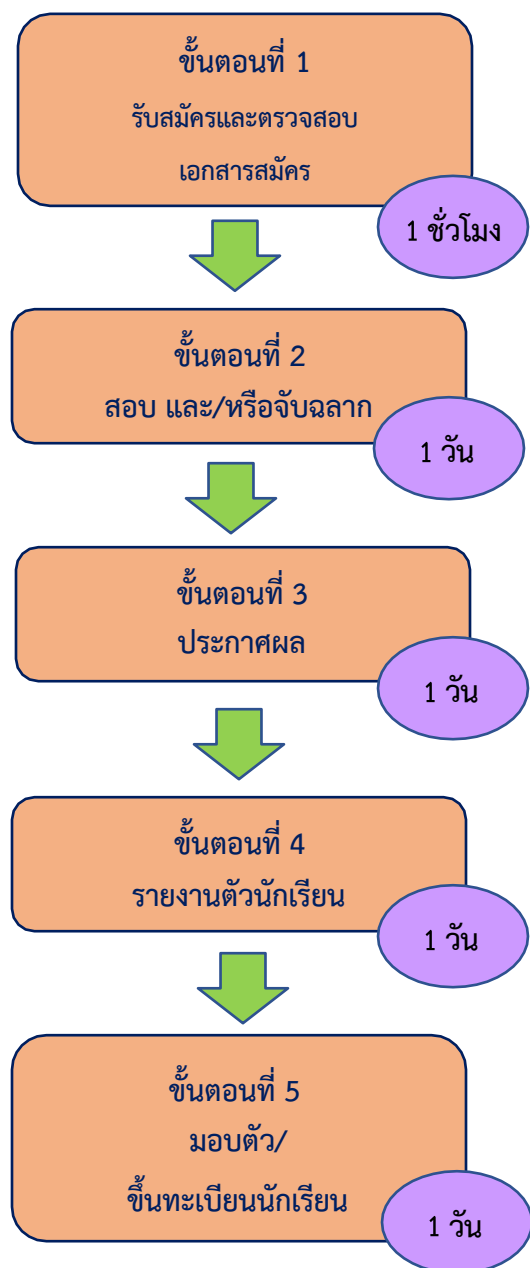 ขั้นตอนที่ 1
รับสมัครและตรวจสอบ
เอกสารสมัคร
1 ชั่วโมง
ขั้นตอนที่ 2
สอบ และ/หรือจับฉลาก
1 วัน
ขั้นตอนที่ 3
ประกาศผล
1 วัน
ขั้นตอนที่ 4
รายงานตัวนักเรียน
1 วัน
ขั้นตอนที่ 5
มอบตัว/
ขึ้นทะเบียนนักเรียน
1 วัน